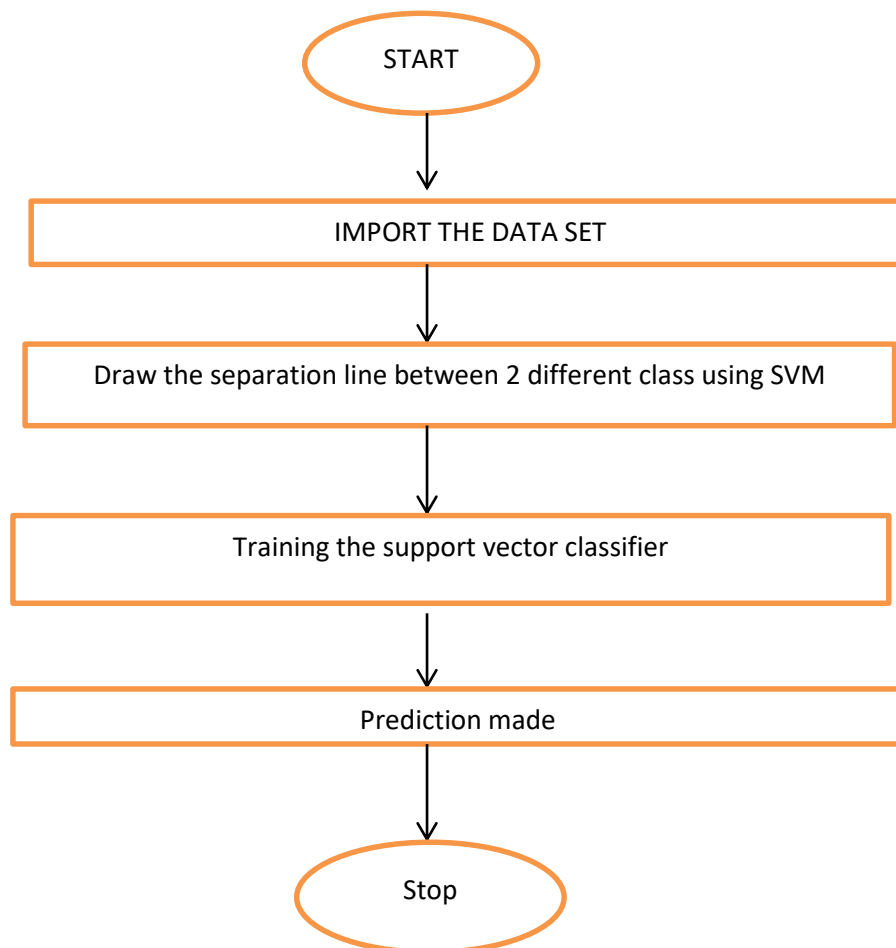 START
IMPORT THE DATA SET
Draw the separation line between 2 different class using SVM
Training the support vector classifier
Prediction made
Stop